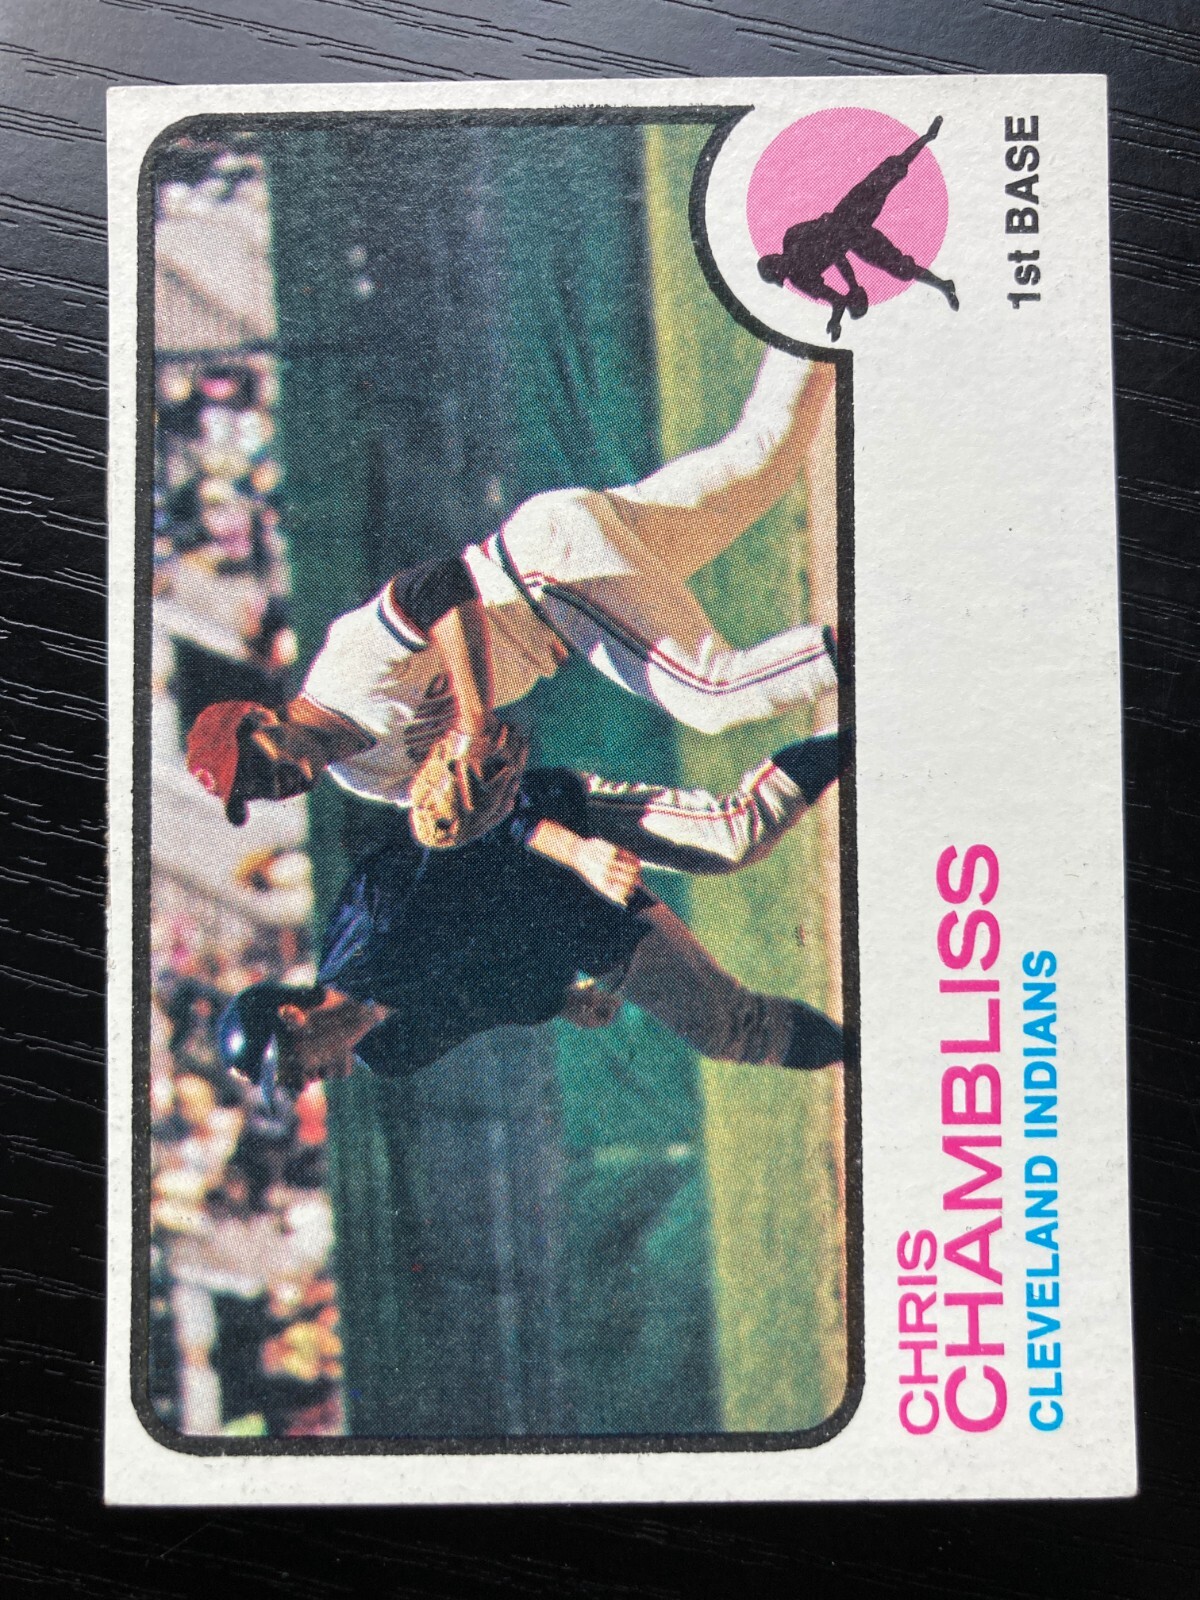 CHRIS
CHAMBLISS
CLEVELAND INDIANS
1st BASE